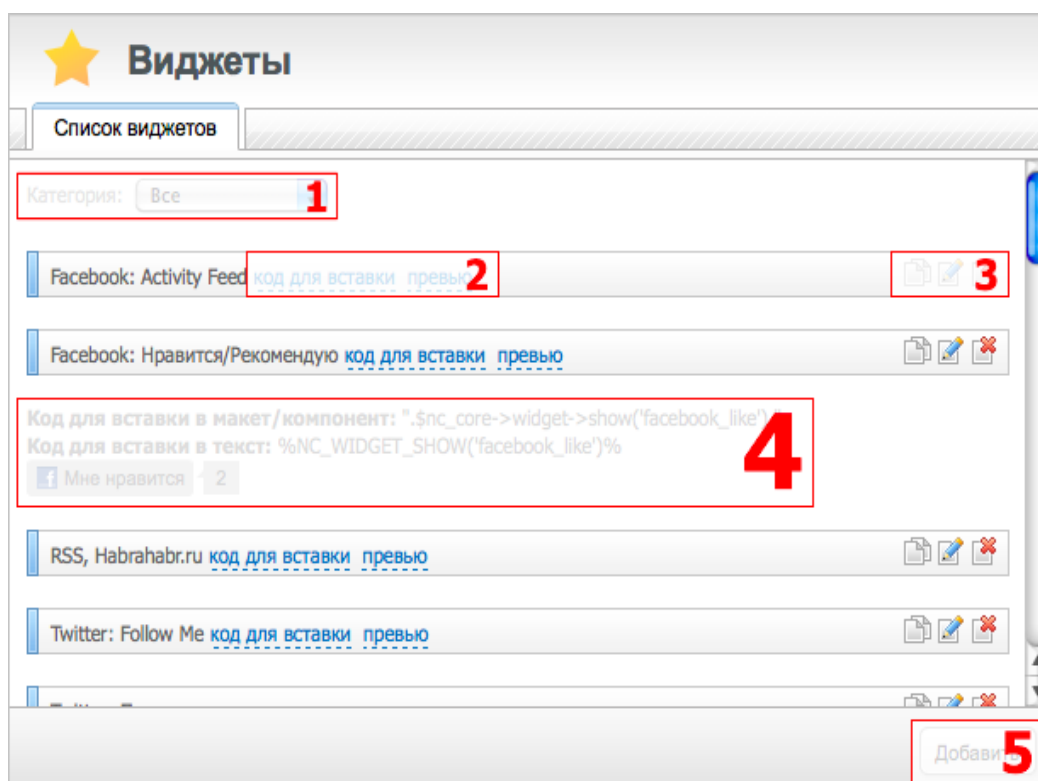 Виджеты
Список виджетов
Категория: Все 1
Facebook: Activity Feed код для вставки превью 2 3
Facebook: Нравится/Рекомендую код для вставки превью
Код для вставки в макет/компонент: ".$nc_core->widget->show('facebook_like')."
Код для вставки в текст: %NC_WIDGET_SHOW('facebook_like')%
Мне нравится 2
4
RSS, Habrahabr.ru код для вставки превью
Twitter: Follow Me код для вставки превью
Добавить 5